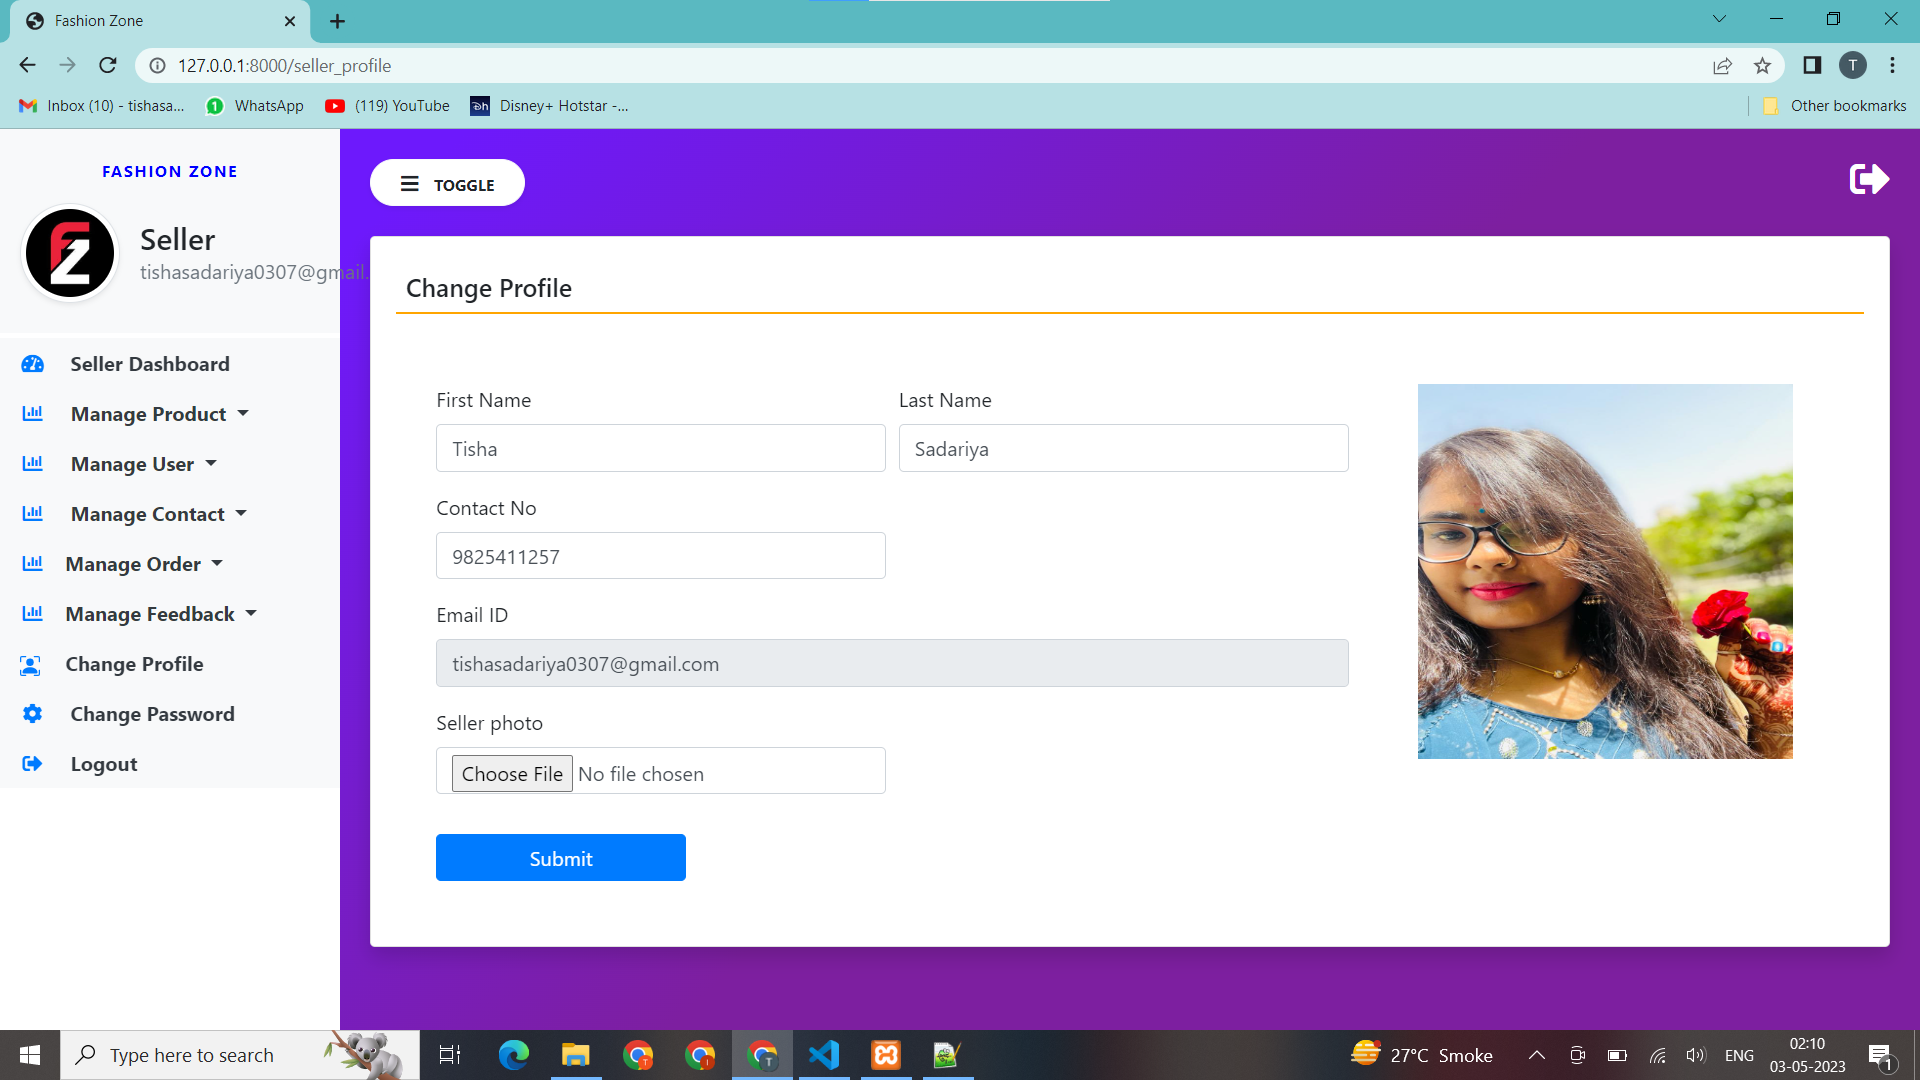 Fashion Zone
127.0.0.1:8000/seller_profile
T
Inbox (10) - tishasa...
WhatsApp
(119) YouTube
Disney+ Hotstar -...
Other bookmarks
FASHION ZONE
TOGGLE
FZ
Seller
tishasadariya0307@gmail.
Change Profile
Seller Dashboard
Manage Product
Manage User
Manage Contact
Manage Order
Manage Feedback
Change Profile
Change Password
Logout
First Name
Last Name
Tisha
Sadariya
Contact No
9825411257
Email ID
tishasadariya0307@gmail.com
Seller photo
Choose File No file chosen
Submit
Type here to search
27°C Smoke
ENG
02:10
03-05-2023
1